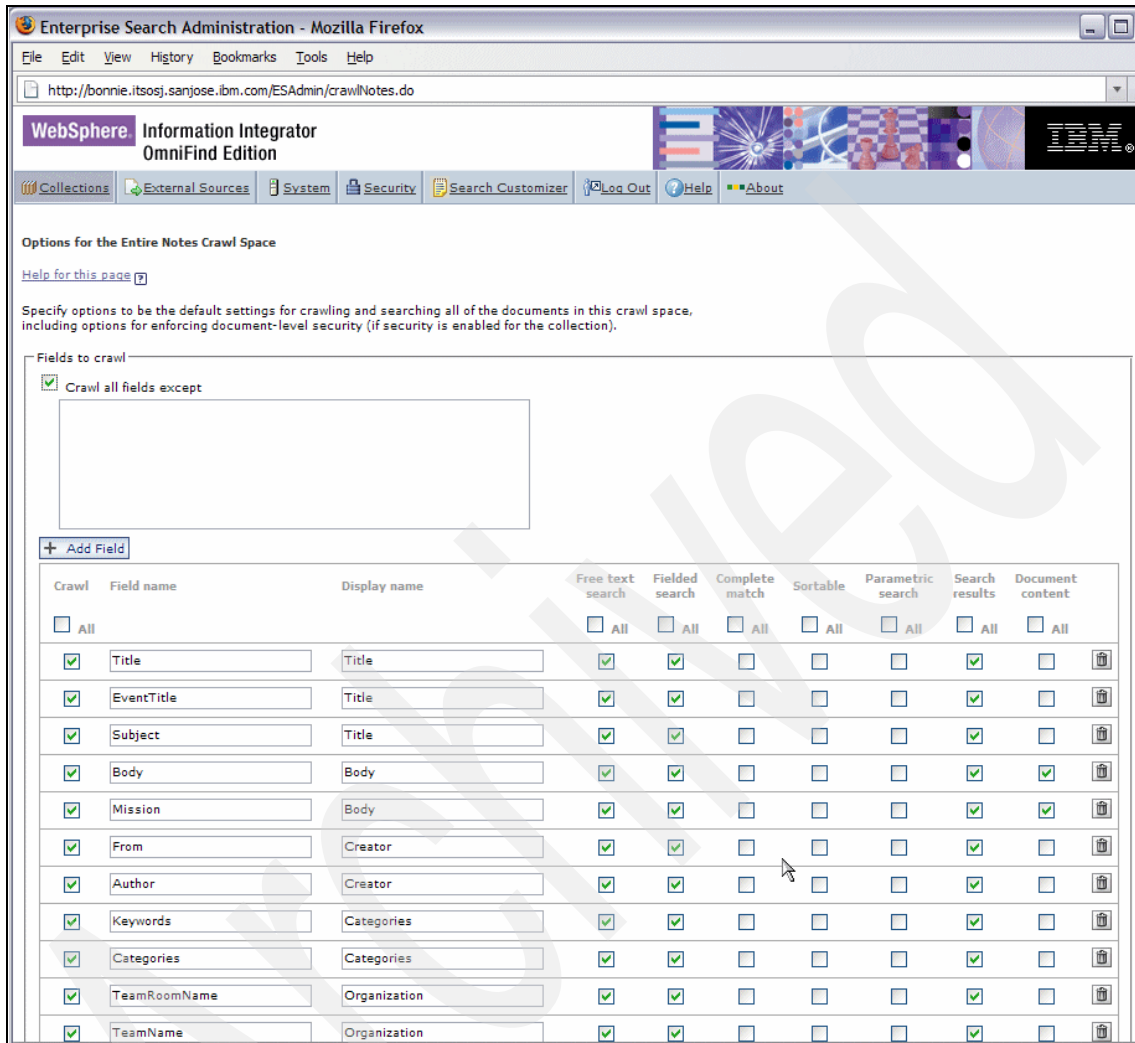 Enterprise Search Administration - Mozilla Firefox
File Edit View History Bookmarks Tools Help
http://bonnie.itsosj.sanjose.ibm.com/ESAdmin/crawlNotes.do
WebSphere. Information Integrator
OmniFind Edition
IBM®
Collections External Sources System Security Search Customizer Log Out Help About
Options for the Entire Notes Crawl Space
Help for this page ?
Specify options to be the default settings for crawling and searching all of the documents in this crawl space,
including options for enforcing document-level security (if security is enabled for the collection).
Fields to crawl
Crawl all fields except
+ Add Field
Crawl Field name Display name Free text search Fielded search Complete match Sortable Parametric search Search results Document content
All All All All All All All All
Title Title
EventTitle Title
Subject Title
Body Body
Mission Body
From Creator
Author Creator
Keywords Categories
Categories Categories
TeamRoomName Organization
TeamName Organization
Archived